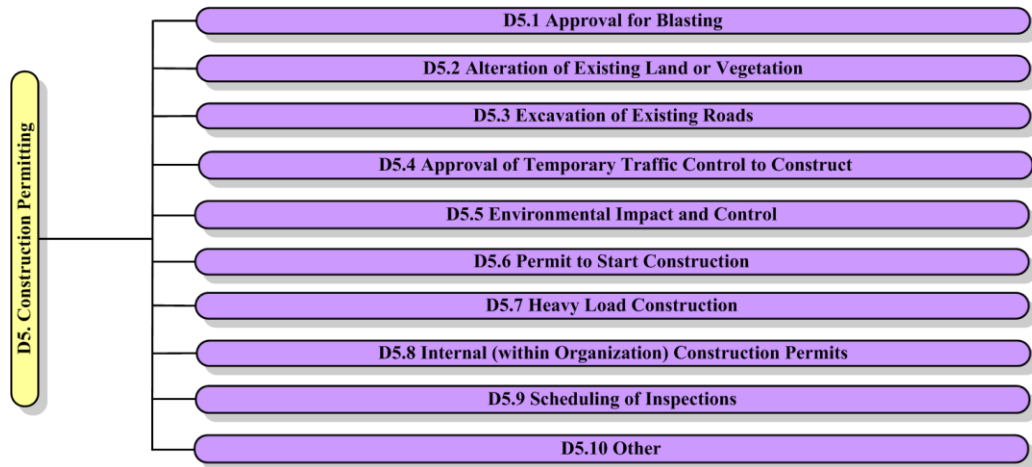 D5. Construction Permitting
D5.1 Approval for Blasting
D5.2 Alteration of Existing Land or Vegetation
D5.3 Excavation of Existing Roads
D5.4 Approval of Temporary Traffic Control to Construct
D5.5 Environmental Impact and Control
D5.6 Permit to Start Construction
D5.7 Heavy Load Construction
D5.8 Internal (within Organization) Construction Permits
D5.9 Scheduling of Inspections
D5.10 Other